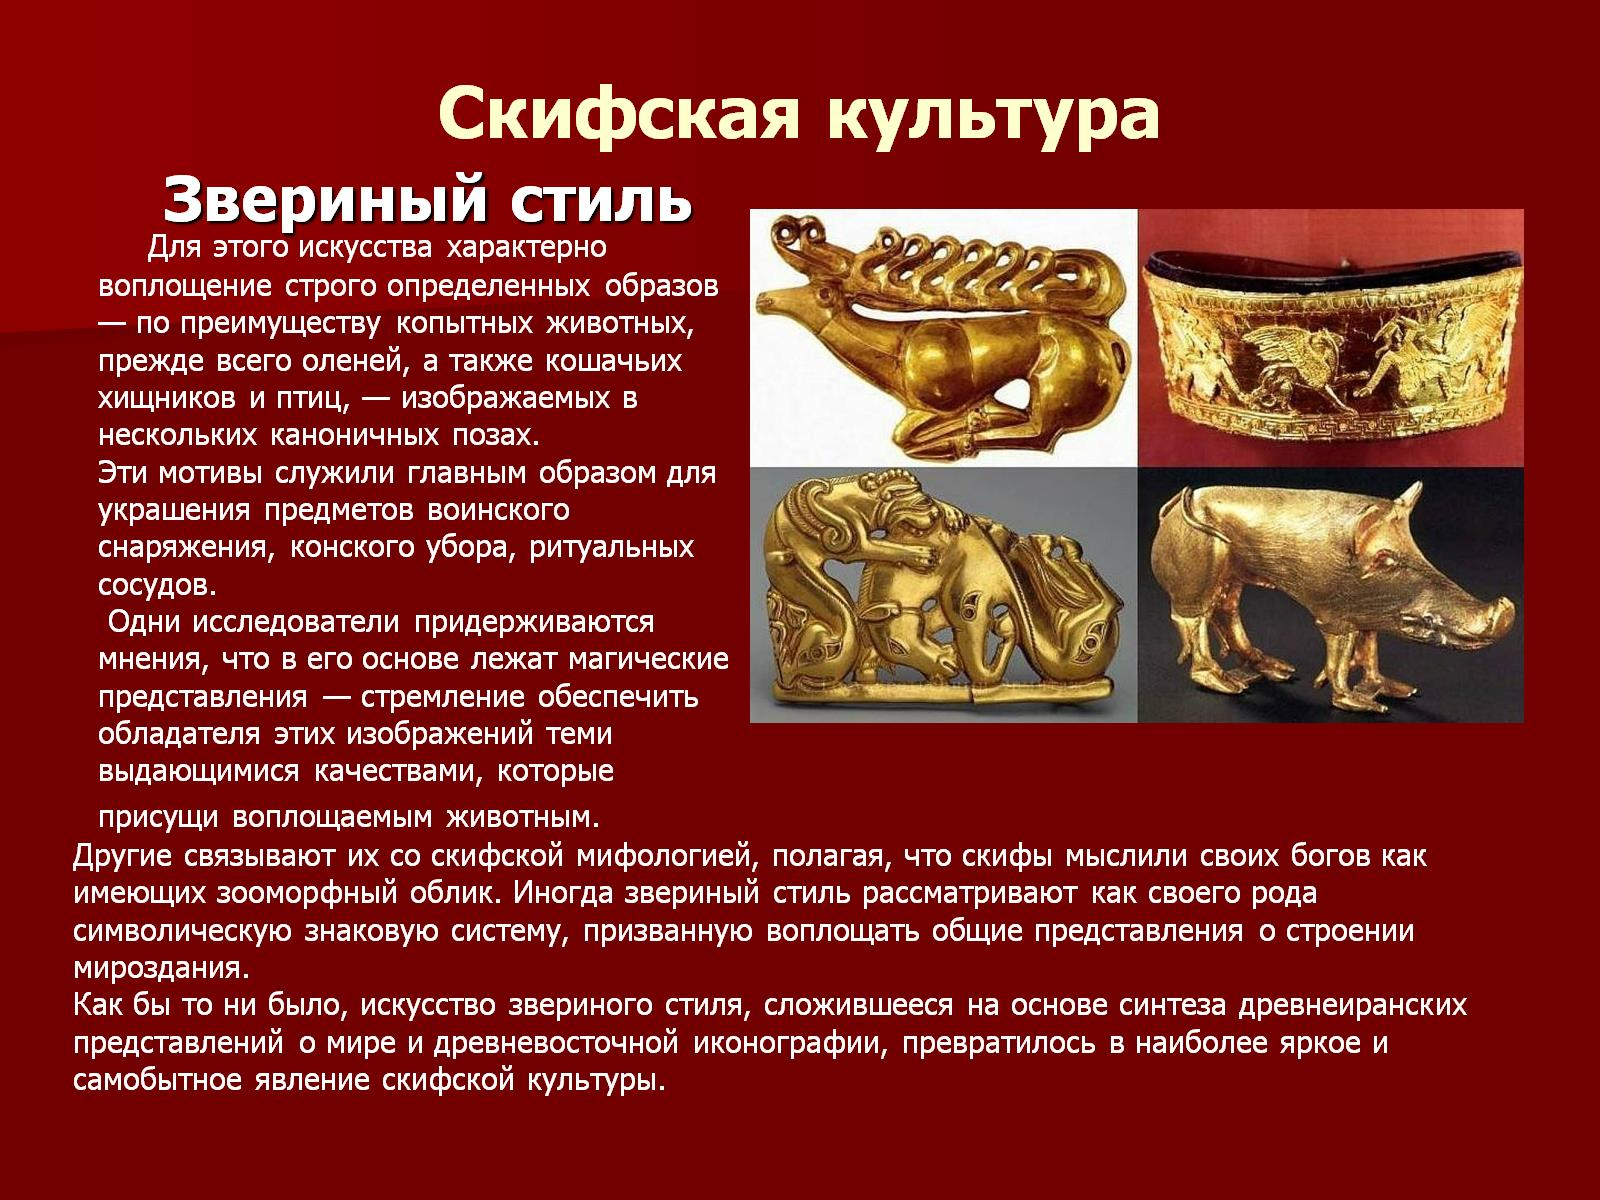 Скифская культура
Звериный стиль
Для этого искусства характерно
воплощение строго определенных образов
— по преимуществу копытных животных,
прежде всего оленей, а также кошачьих
хищников и птиц, — изображаемых в
нескольких каноничных позах.
Эти мотивы служили главным образом для
украшения предметов воинского
снаряжения, конского убора, ритуальных
сосудов.
Одни исследователи придерживаются
мнения, что в его основе лежат магические
представления — стремление обеспечить
обладателя этих изображений теми
выдающимися качествами, которые
присущи воплощаемым животным.
Другие связывают их со скифской мифологией, полагая, что скифы мыслили своих богов как
имеющих зооморфный облик. Иногда звериный стиль рассматривают как своего рода
символическую знаковую систему, призванную воплощать общие представления о строении
мироздания.
Как бы то ни было, искусство звериного стиля, сложившееся на основе синтеза древнеиранских
представлений о мире и древневосточной иконографии, превратилось в наиболее яркое и
самобытное явление скифской культуры.